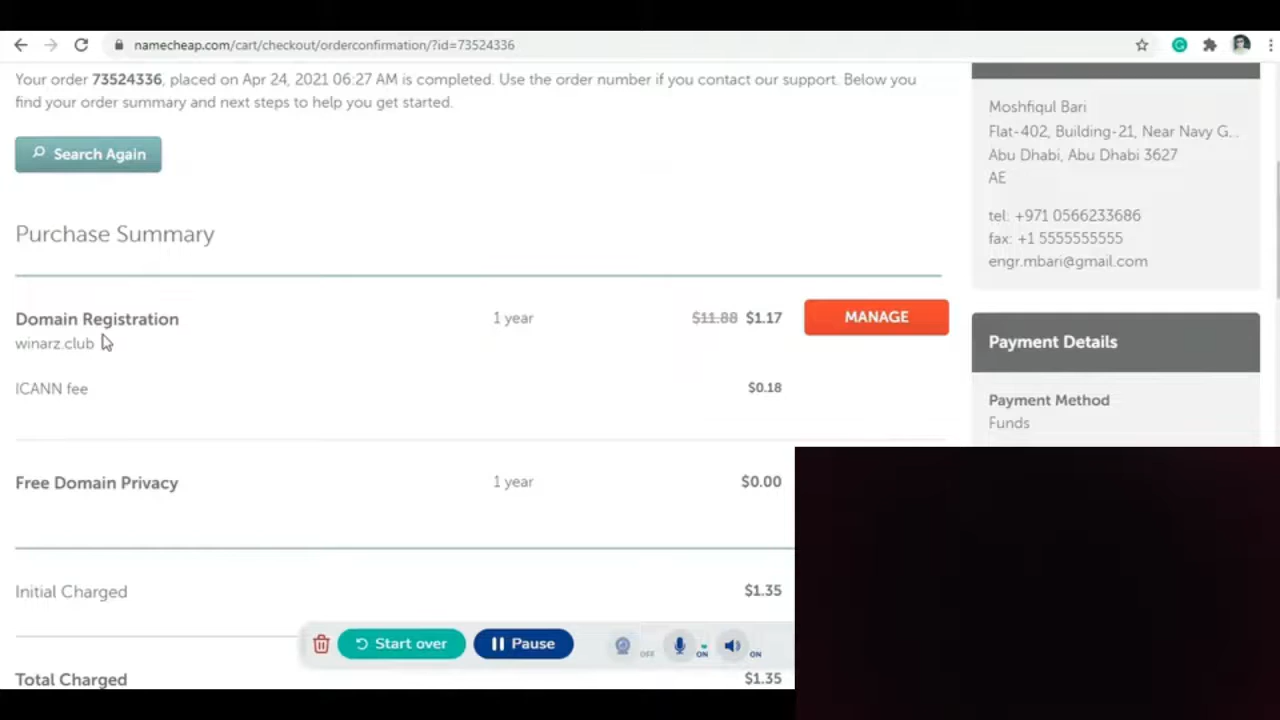 namecheap.com/cart/checkout/orderconfirmation/?id=73524336
Your order 73524336, placed on Apr 24, 2021 06:27 AM is completed. Use the order number if you contact our support. Below you
find your order summary and next steps to help you get started.
Search Again
Purchase Summary
Domain Registration 1 year $11.88 $1.17 MANAGE
winarz.club
ICANN fee $0.18
Free Domain Privacy 1 year $0.00
Initial Charged $1.35
Start over Pause OFF ON ON
Total Charged $1.35
Moshfiqul Bari
Flat-402, Building-21, Near Navy G...
Abu Dhabi, Abu Dhabi 3627
AE
tel: +971 0566233686
fax: +1 5555555555
engr.mbari@gmail.com
Payment Details
Payment Method
Funds